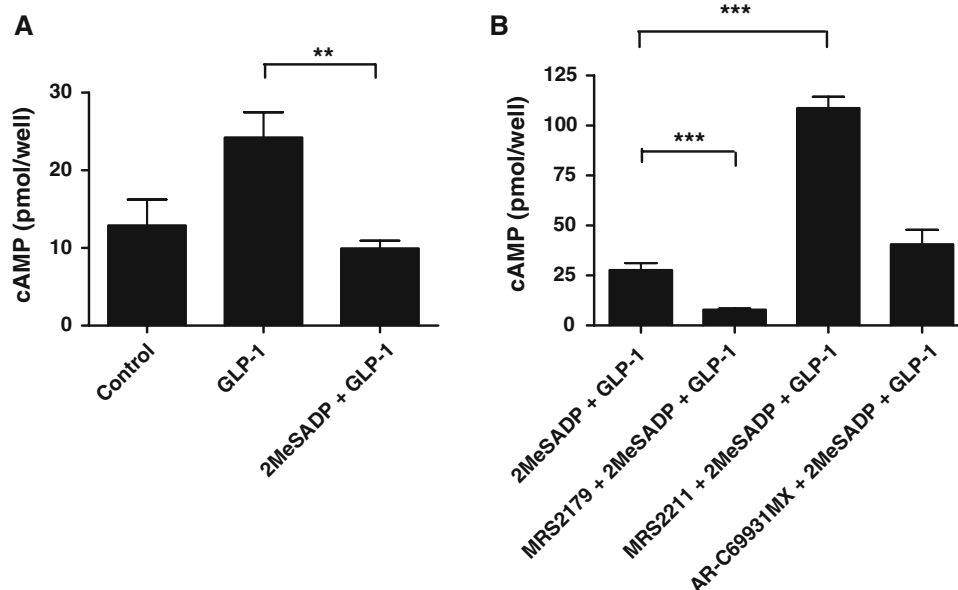 A
**
30
20
10
0
cAMP (pmol/well)
Control
GLP-1
2MeSADP + GLP-1
B
***
***
125
100
75
50
25
0
cAMP (pmol/well)
2MeSADP + GLP-1
MRS2179 + 2MeSADP + GLP-1
MRS2211 + 2MeSADP + GLP-1
AR-C69931MX + 2MeSADP + GLP-1